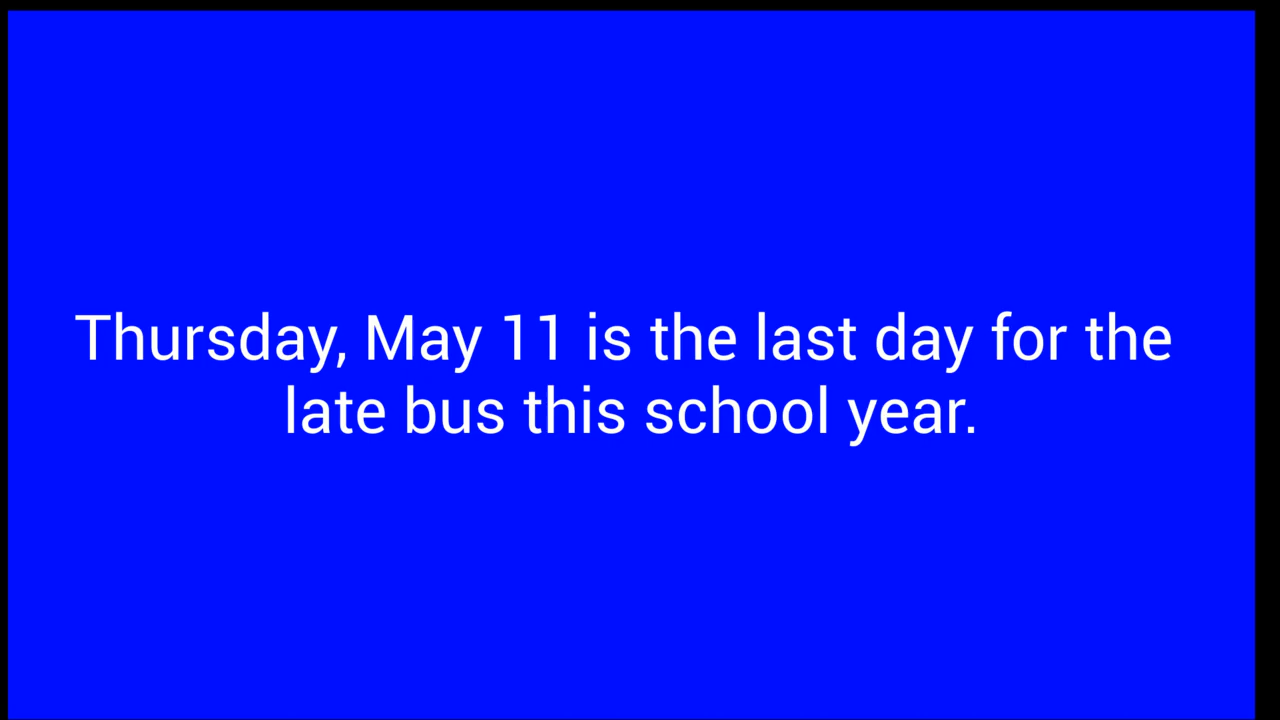 Thursday, May 11 is the last day for the
late bus this school year.